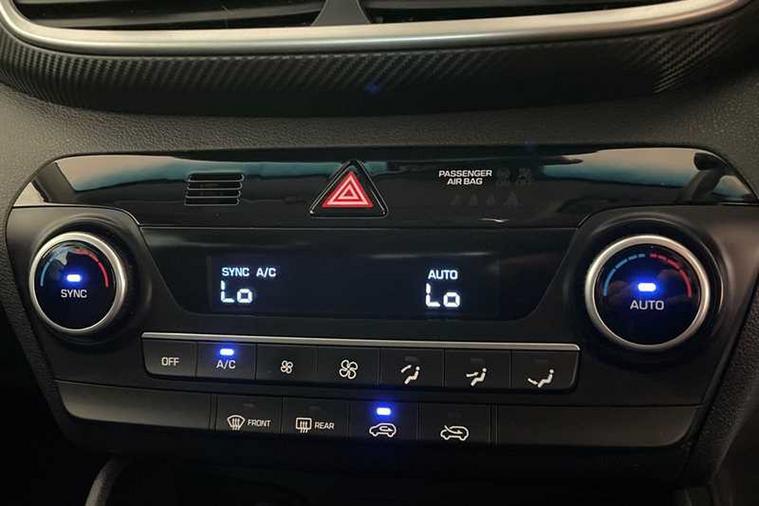 PASSENGER
AIR BAG
SYNC A/C
Lo
AUTO
Lo
SYNC
AUTO
OFF
A/C
FRONT
REAR